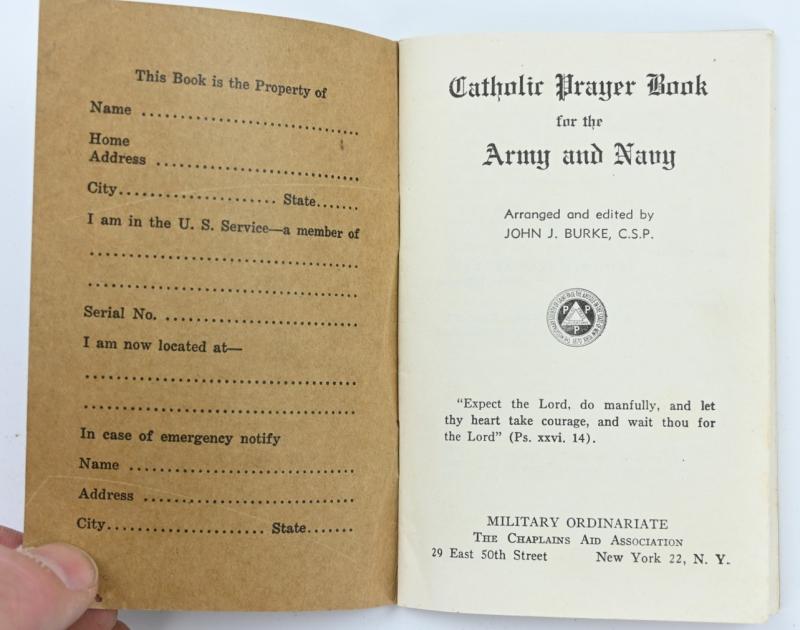 This Book is the Property of
Name ..............................
Home
Address ............................
City..................... State.......
I am in the U. S. Service—a member of
.......................................
.......................................
Serial No. ...........................
I am now located at—
.......................................
.......................................
In case of emergency notify
Name .................................
Address ..............................
City..................... State.......
Catholic Prayer Book
for the
Army and Navy
Arranged and edited by
JOHN J. BURKE, C.S.P.
P P
P
"Expect the Lord, do manfully, and let
thy heart take courage, and wait thou for
the Lord" (Ps. xxvi. 14).
MILITARY ORDINARIATE
THE CHAPLAINS AID ASSOCIATION
29 East 50th Street New York 22, N. Y.